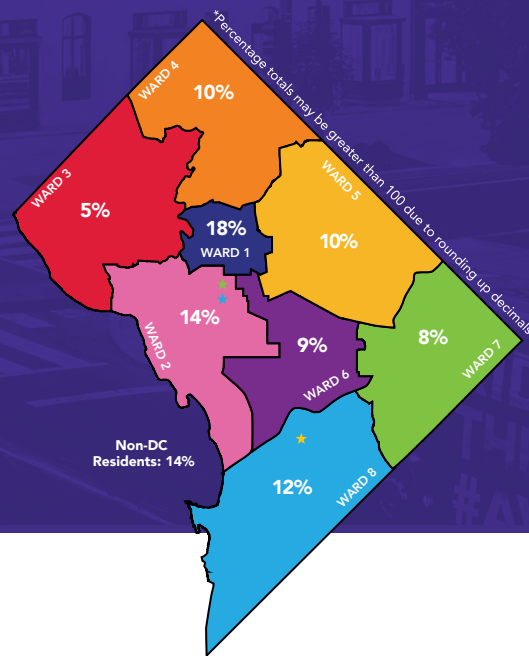 *Percentage totals may be greater than 100 due to rounding up decimals
WARD 4
10%
WARD 3
5%
WARD 5
10%
18%
WARD 1
14%
WARD 2
9%
WARD 6
8%
WARD 7
Non-DC
Residents: 14%
12%
WARD 8